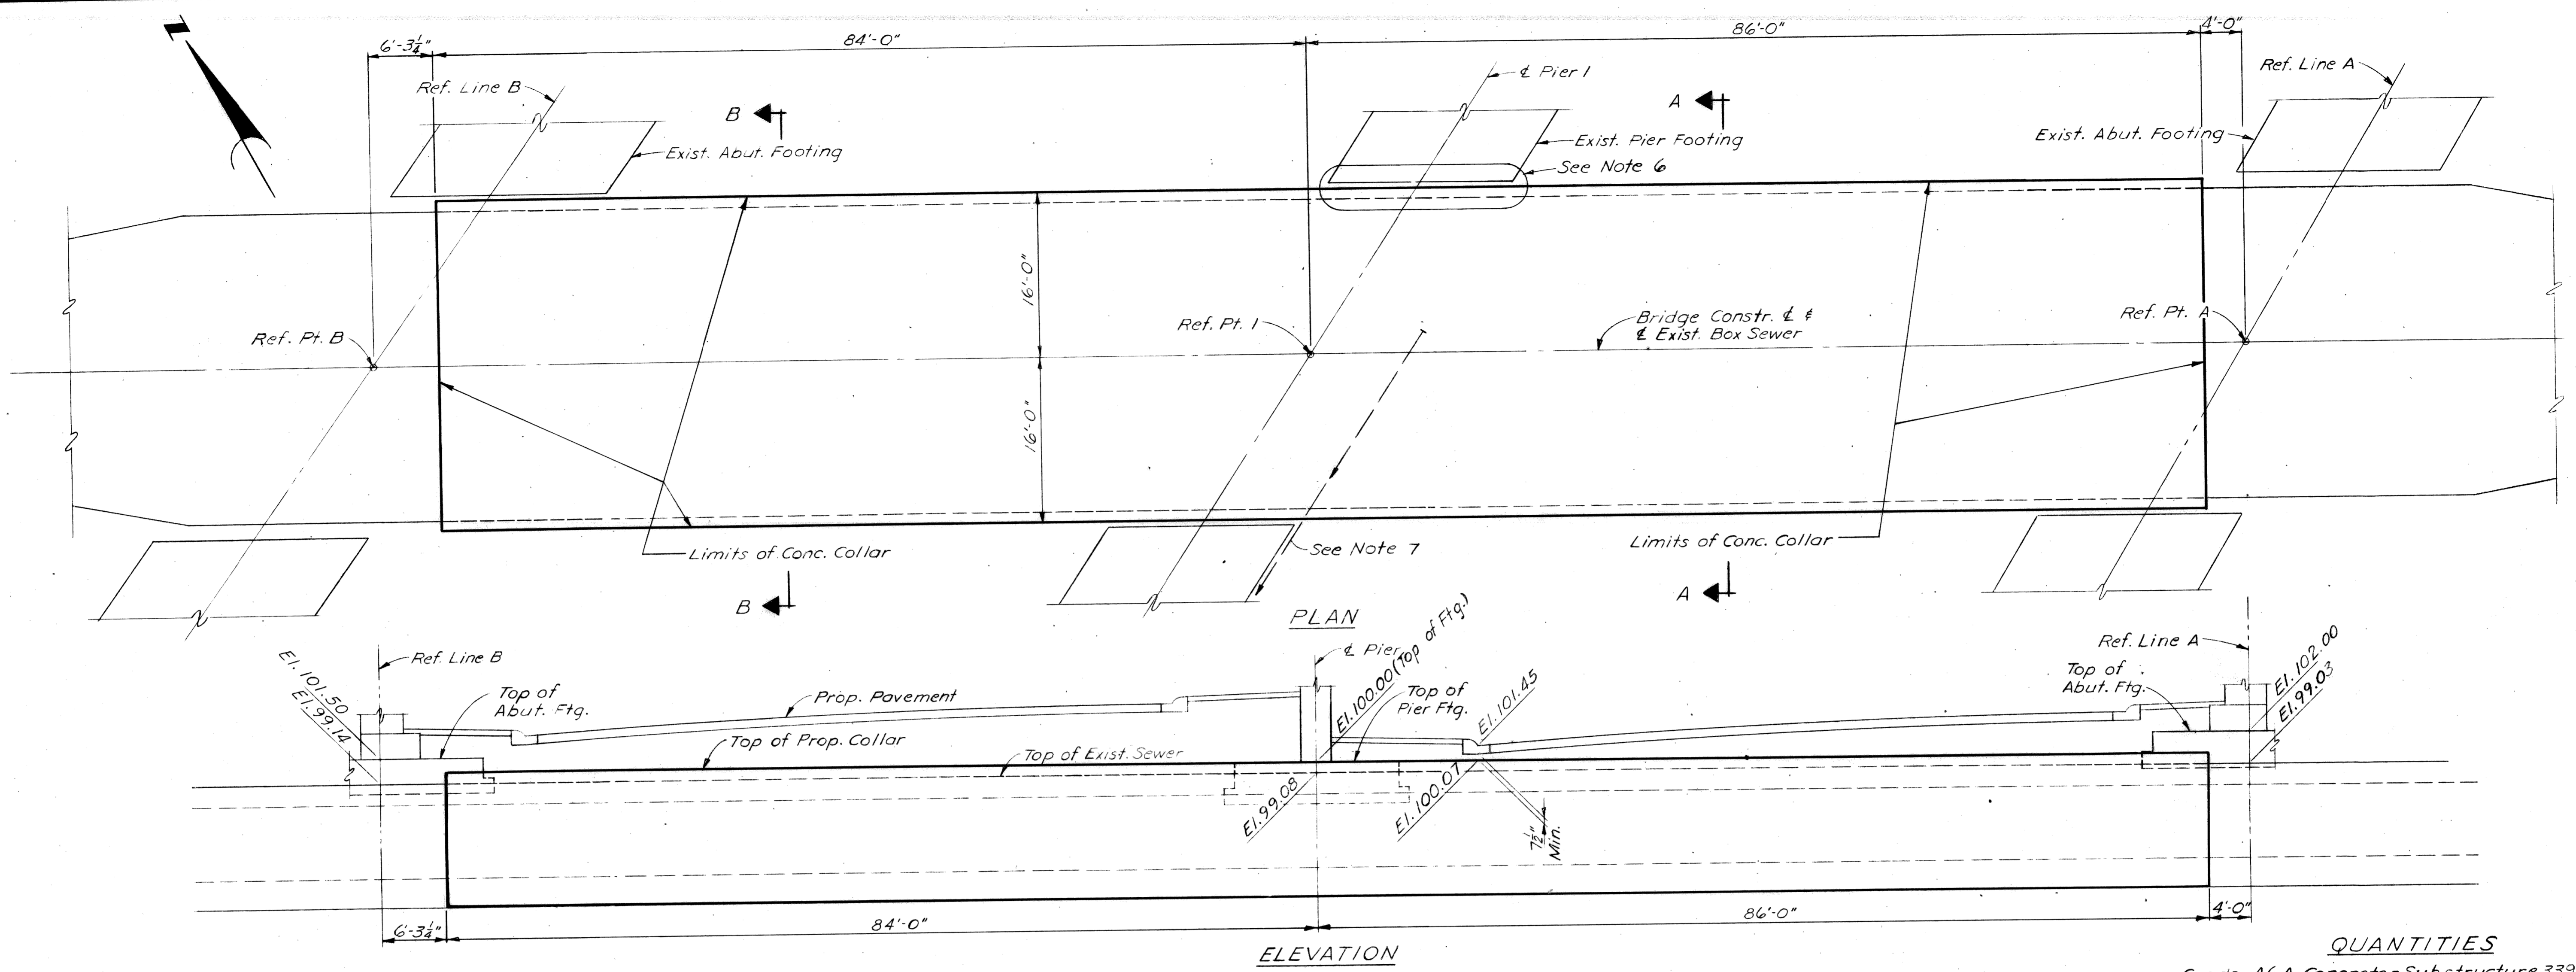 N
6'-3¼"
84'-0"
86'-0"
4'-0"
Ref. Line B
℄ Pier 1
Ref. Line A
B
A
Exist. Abut. Footing
Exist. Pier Footing
Exist. Abut. Footing
See Note 6
16'-0"
Ref. Pt. B
Ref. Pt. 1
Bridge Constr. ℄ &
℄ Exist. Box Sewer
Ref. Pt. A
16'-0"
Limits of Conc. Collar
See Note 7
Limits of Conc. Collar
B
A
PLAN
Ref. Line B
℄ Pier
Ref. Line A
El. 101.50
El. 99.14
Top of
Abut. Ftg.
Prop. Pavement
El. 100.00 (Top of Ftg.)
Top of
Pier Ftg.
El. 101.45
Top of
Abut. Ftg.
El. 102.00
El. 99.03
Top of Prop. Collar
Top of Exist. Sewer
El. 99.08
El. 100.07
7½"
Min.
6'-3¼"
84'-0"
86'-0"
4'-0"
ELEVATION
QUANTITIES